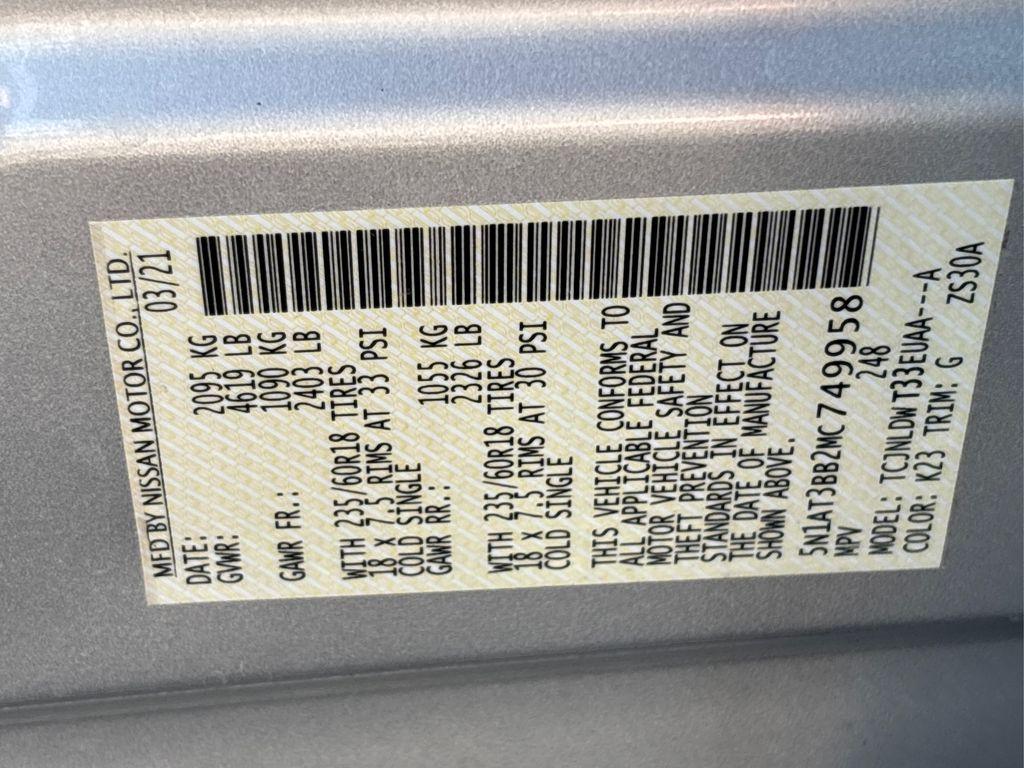 MFD BY NISSAN MOTOR CO., LTD.
DATE: 03/21
GVWR: 2095 KG
4619 LB
GAWR FR.: 1090 KG
2403 LB
WITH 235/60R18 TIRES
18 X 7.5 RIMS AT 33 PSI
COLD SINGLE
GAWR RR.: 1055 KG
2326 LB
WITH 235/60R18 TIRES
18 X 7.5 RIMS AT 30 PSI
COLD SINGLE
THIS VEHICLE CONFORMS TO
ALL APPLICABLE FEDERAL
MOTOR VEHICLE SAFETY AND
THEFT PREVENTION
STANDARDS IN EFFECT ON
THE DATE OF MANUFACTURE
SHOWN ABOVE.
5N1AT3BB2MC749958
MPV 248
MODEL: TCJNLDWT33EUAA---A
COLOR: K23 TRIM: G ZS30A